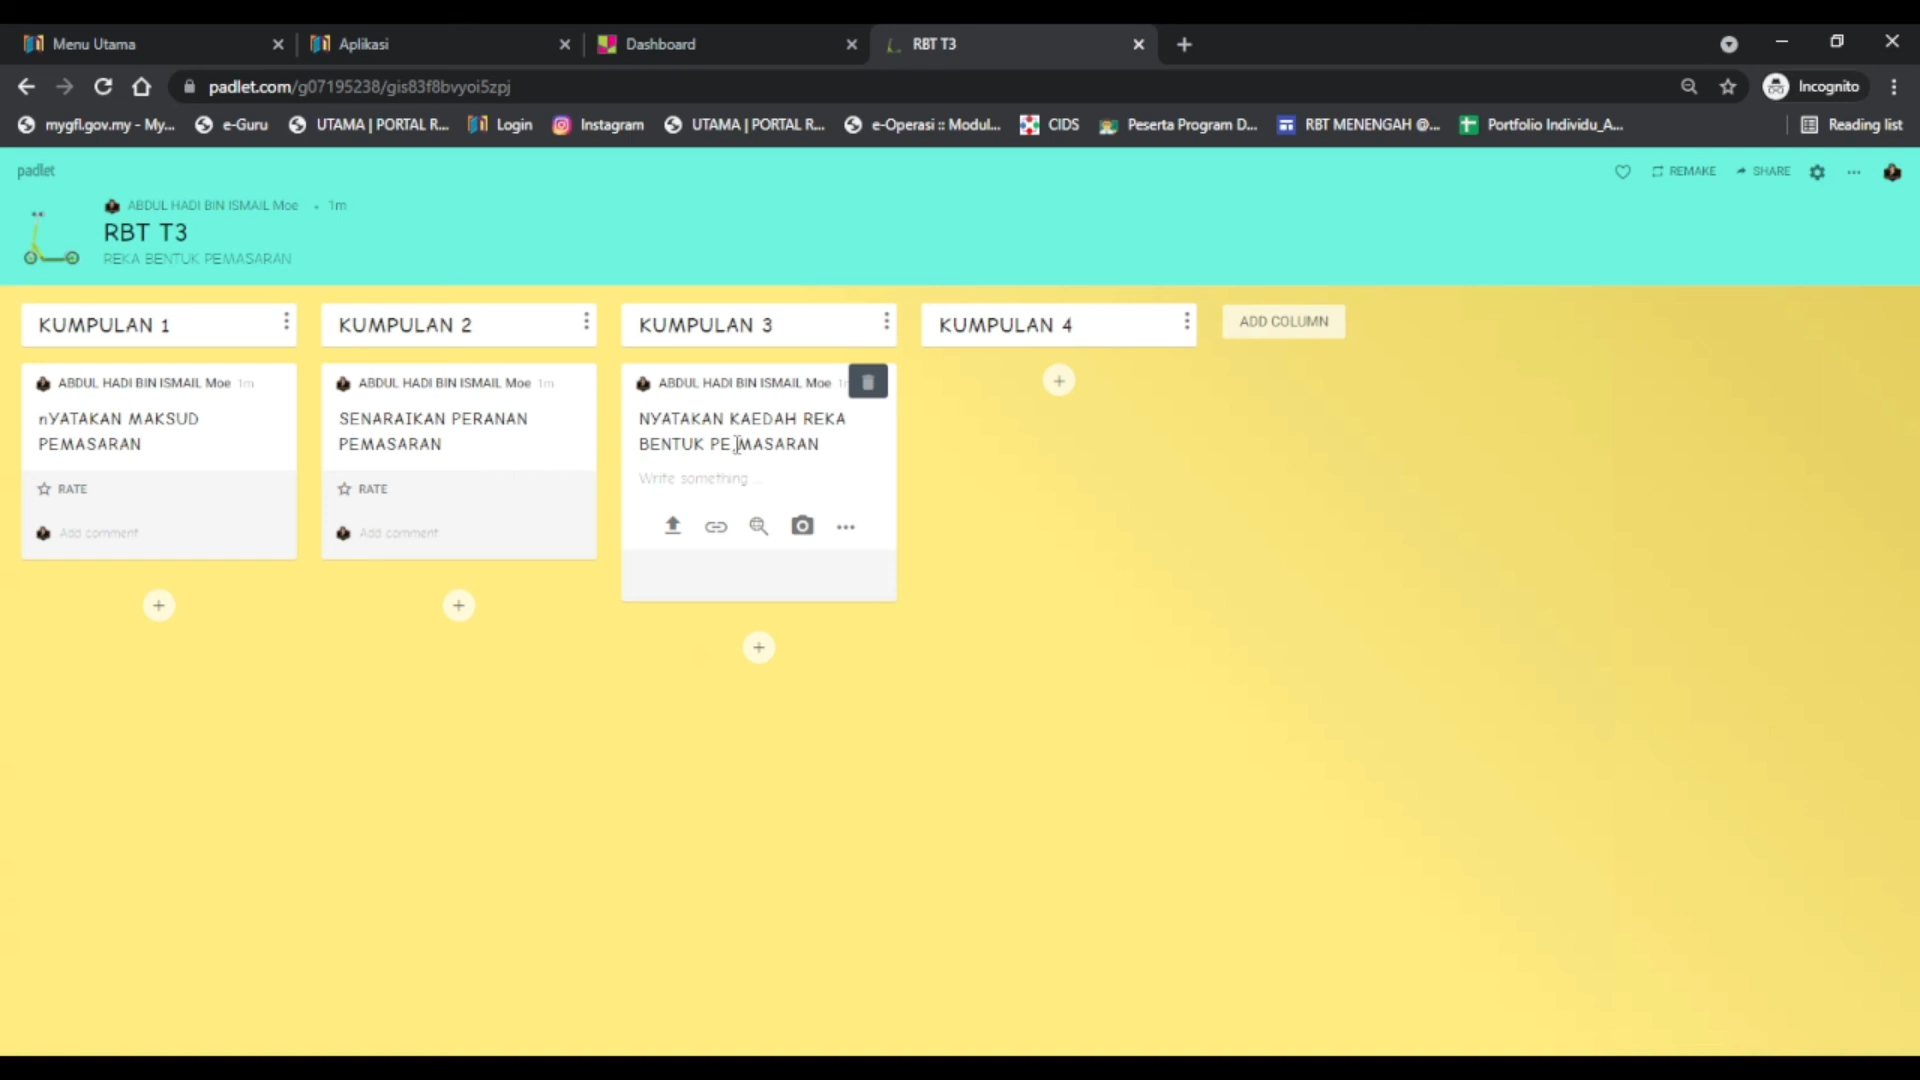 Menu Utama
Aplikasi
Dashboard
RBT T3
padlet.com/g07195238/gis83f8bvyoi5zpj
Incognito
mygfl.gov.my - My...
e-Guru
UTAMA | PORTAL R...
Login
Instagram
UTAMA | PORTAL R...
e-Operasi :: Modul...
CIDS
Peserta Program D...
RBT MENENGAH @...
Portfolio Individu_A...
Reading list
padlet
REMAKE
SHARE
ABDUL HADI BIN ISMAIL Moe • 1m
RBT T3
REKA BENTUK PEMASARAN
KUMPULAN 1
KUMPULAN 2
KUMPULAN 3
KUMPULAN 4
ADD COLUMN
ABDUL HADI BIN ISMAIL Moe 1m
nYATAKAN MAKSUD
PEMASARAN
RATE
Add comment
ABDUL HADI BIN ISMAIL Moe 1m
SENARAIKAN PERANAN
PEMASARAN
RATE
Add comment
ABDUL HADI BIN ISMAIL Moe
NYATAKAN KAEDAH REKA
BENTUK PEMASARAN
Write something ...